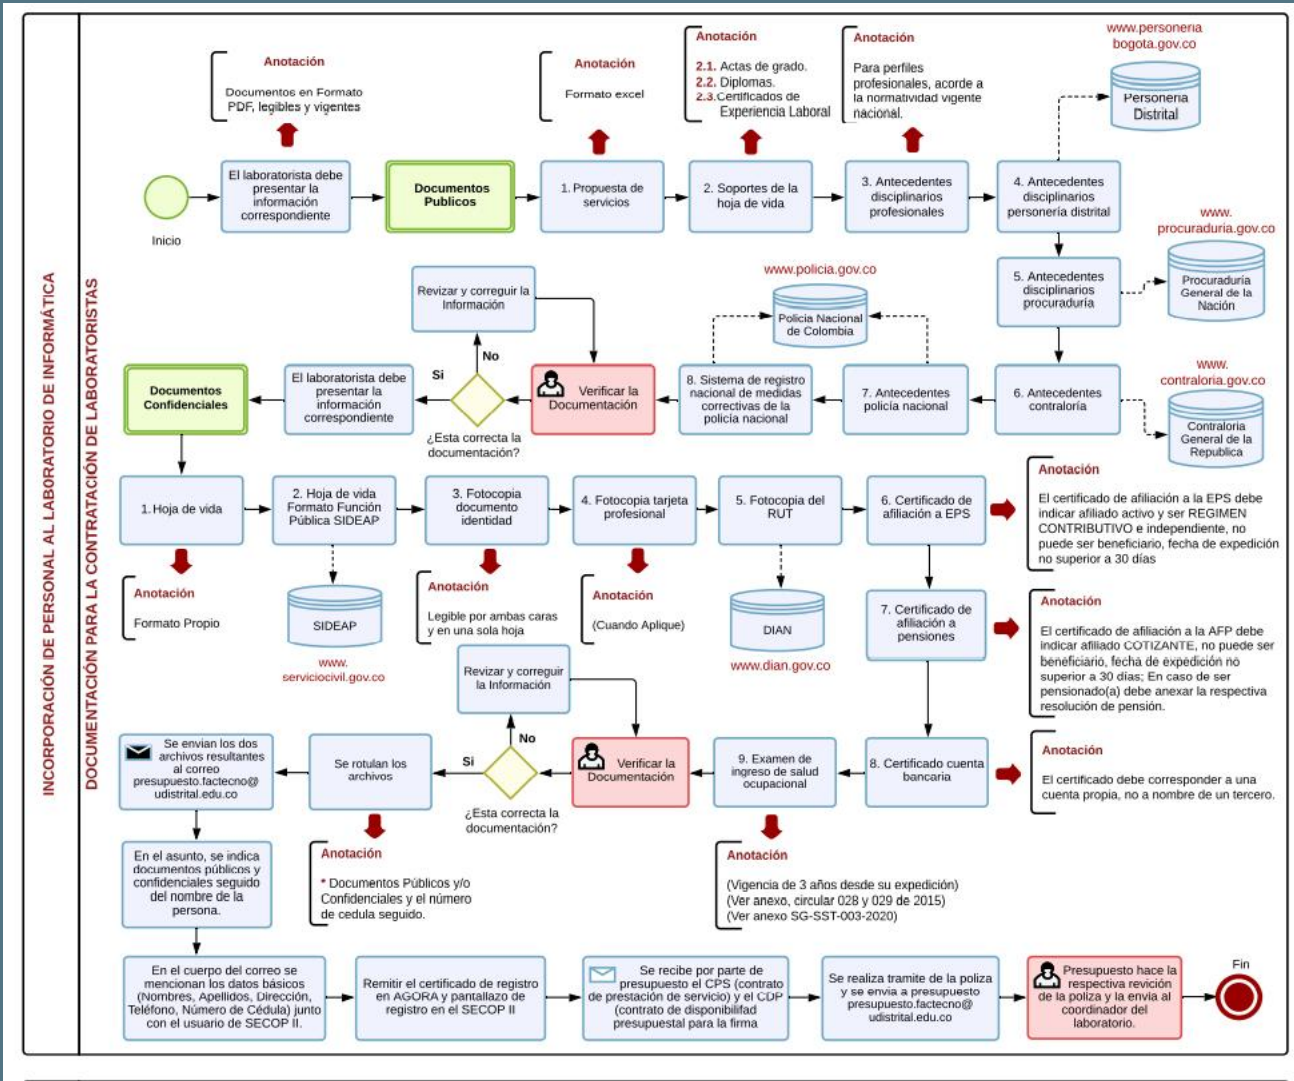 INCORPORACIÓN DE PERSONAL AL LABORATORIO DE INFORMÁTICA
DOCUMENTACIÓN PARA LA CONTRATACIÓN DE LABORATORISTAS
Anotación
Documentos en Formato
PDF, legibles y vigentes
Anotación
Formato excel
Anotación
2.1. Actas de grado.
2.2. Diplomas.
2.3.Certificados de
Experiencia Laboral
Anotación
Para perfiles
profesionales, acorde a
la normatividad vigente
nacional.
www.personeria
bogota.gov.co
Personeria
Distrital
Inicio
El laboratorista debe
presentar la
información
correspondiente
Documentos
Publicos
1. Propuesta de
servicios
2. Soportes de la
hoja de vida
3. Antecedentes
disciplinarios
profesionales
4. Antecedentes
disciplinarios
personería distrital
www.
procuraduria.gov.co
Procuraduría
General de la
Nación
5. Antecedentes
disciplinarios
procuraduría
www.policia.gov.co
Policia Nacional
de Colombia
Revizar y correguir la
Información
No
Si
¿Esta correcta la
documentación?
Documentos
Confidenciales
El laboratorista debe
presentar la
información
correspondiente
Verificar la
Documentación
8. Sistema de registro
nacional de medidas
correctivas de la
policía nacional
7. Antecedentes
policía nacional
6. Antecedentes
contraloría
www.
contraloria.gov.co
Contraloria
General de la
Republica
1. Hoja de vida
2. Hoja de vida
Formato Función
Pública SIDEAP
3. Fotocopia
documento
identidad
4. Fotocopia tarjeta
profesional
5. Fotocopia del
RUT
6. Certificado de
afiliación a EPS
Anotación
El certificado de afiliación a la EPS debe
indicar afiliado activo y ser REGIMEN
CONTRIBUTIVO e independiente, no
puede ser beneficiario, fecha de expedición
no superior a 30 días
Anotación
Formato Propio
SIDEAP
www.
serviciocivil.gov.co
Anotación
Legible por ambas caras
y en una sola hoja
Anotación
(Cuando Aplique)
DIAN
www.dian.gov.co
7. Certificado de
afiliación a
pensiones
Anotación
El certificado de afiliación a la AFP debe
indicar afiliado COTIZANTE, no puede ser
beneficiario, fecha de expedición no
superior a 30 días; En caso de ser
pensionado(a) debe anexar la respectiva
resolución de pensión.
Revizar y correguir
la Información
No
Si
¿Esta correcta la
documentación?
Se envian los dos
archivos resultantes
al correo
presupuesto.factecno@
udistrital.edu.co
Se rotulan los
archivos
Verificar la
Documentación
9. Examen de
ingreso de salud
ocupacional
8. Certificado cuenta
bancaria
Anotación
El certificado debe corresponder a una
cuenta propia, no a nombre de un tercero.
En el asunto, se indica
documentos públicos y
confidenciales seguido
del nombre de la
persona.
Anotación
* Documentos Públicos y/o
Confidenciales y el número
de cedula seguido.
Anotación
(Vigencia de 3 años desde su expedición)
(Ver anexo, circular 028 y 029 de 2015)
(Ver anexo SG-SST-003-2020)
En el cuerpo del correo se
mencionan los datos básicos
(Nombres, Apellidos, Dirección,
Teléfono, Número de Cédula) junto
con el usuario de SECOP II.
Remitir el certificado de registro
en AGORA y pantallazo de
registro en el SECOP II
Se recibe por parte de
presupuesto el CPS (contrato
de prestación de servicio) y el CDP
(contrato de disponibilifad
presupuestal para la firma
Se realiza tramite de la poliza
y se envia a presupuesto
presupuesto.factecno@
udistrital.edu.co
Presupuesto hace la
respectiva revición
de la poliza y la envia al
coordinador del
laboratorio.
Fin